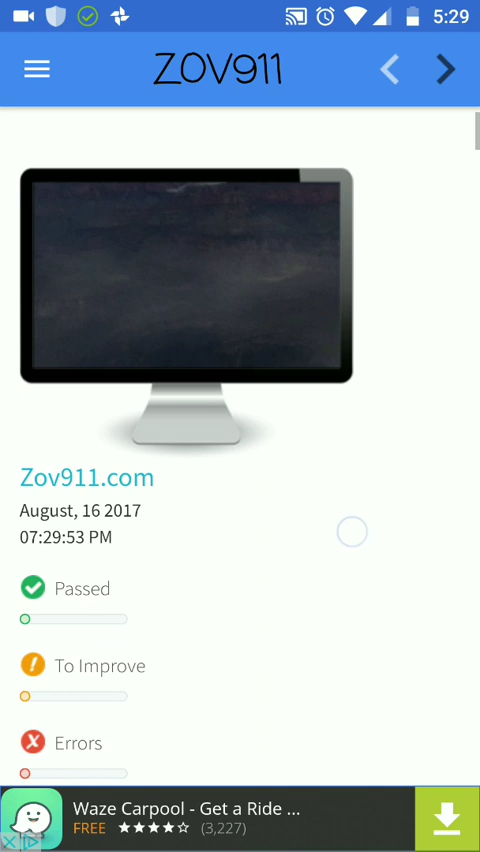 5:29
ZOV911
Zov911.com
August, 16 2017
07:29:53 PM
Passed
To Improve
Errors
Waze Carpool - Get a Ride ...
FREE (3,227)